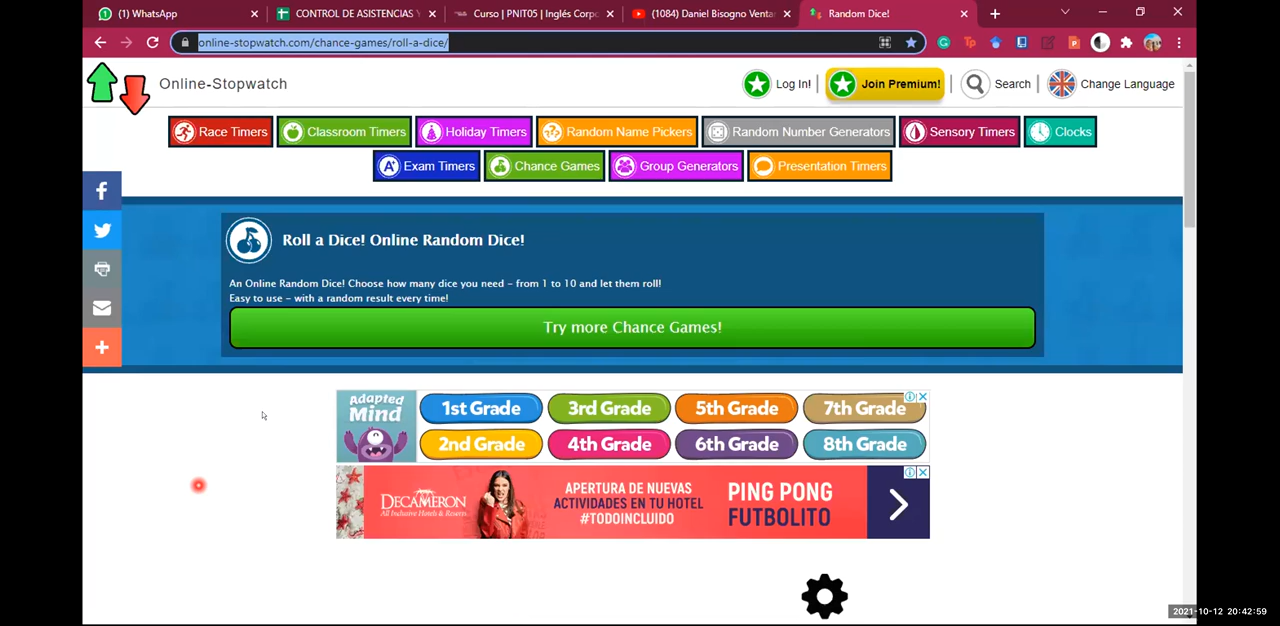 (1) WhatsApp
CONTROL DE ASISTENCIAS Y
Curso | PNIT05 | Inglés Corpo
(1084) Daniel Bisogno Venta
Random Dice!
online-stopwatch.com/chance-games/roll-a-dice/
Online-Stopwatch
Log In!
Join Premium!
Search
Change Language
Race Timers
Classroom Timers
Holiday Timers
Random Name Pickers
Random Number Generators
Sensory Timers
Clocks
Exam Timers
Chance Games
Group Generators
Presentation Timers
Roll a Dice! Online Random Dice!
An Online Random Dice! Choose how many dice you need – from 1 to 10 and let them roll!
Easy to use – with a random result every time!
Try more Chance Games!
Adapted
Mind
1st Grade
3rd Grade
5th Grade
7th Grade
2nd Grade
4th Grade
6th Grade
8th Grade
DECAMERON
All Inclusive Hotels & Resorts
APERTURA DE NUEVAS
ACTIVIDADES EN TU HOTEL
#TODOINCLUIDO
PING PONG
FUTBOLITO
2021-10-12 20:42:59